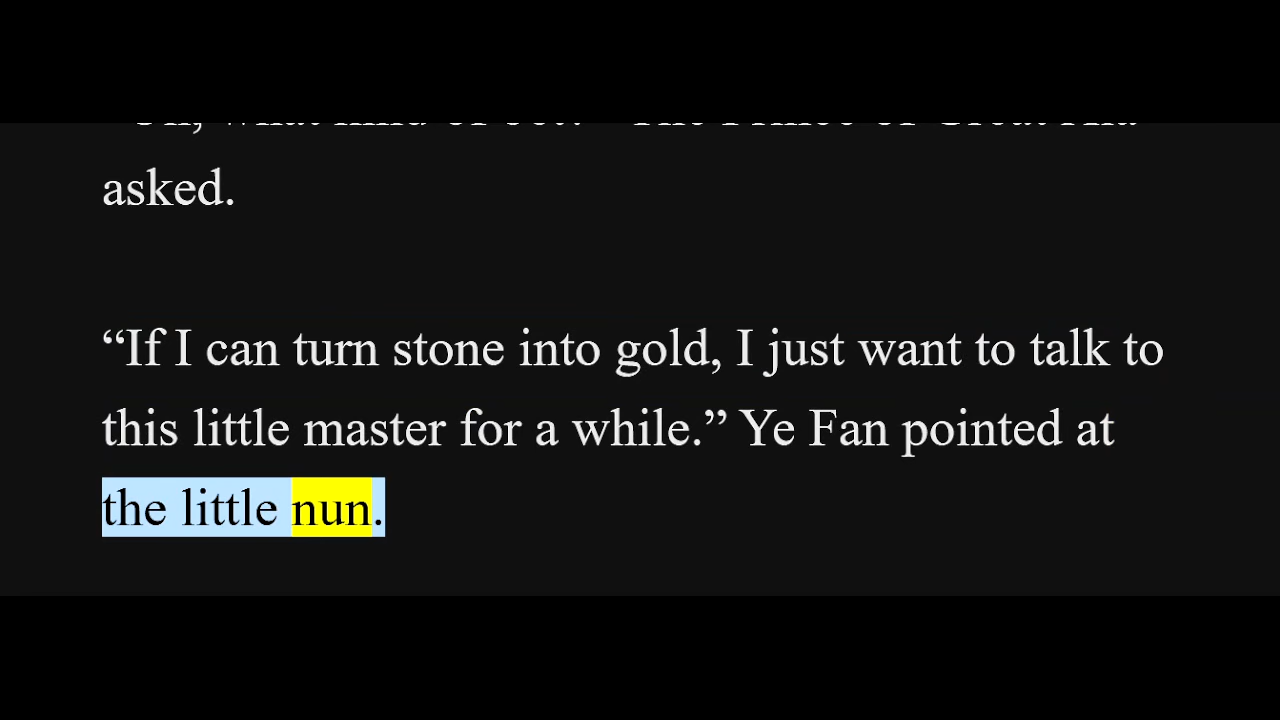 asked.
“If I can turn stone into gold, I just want to talk to
this little master for a while.” Ye Fan pointed at
the little nun.